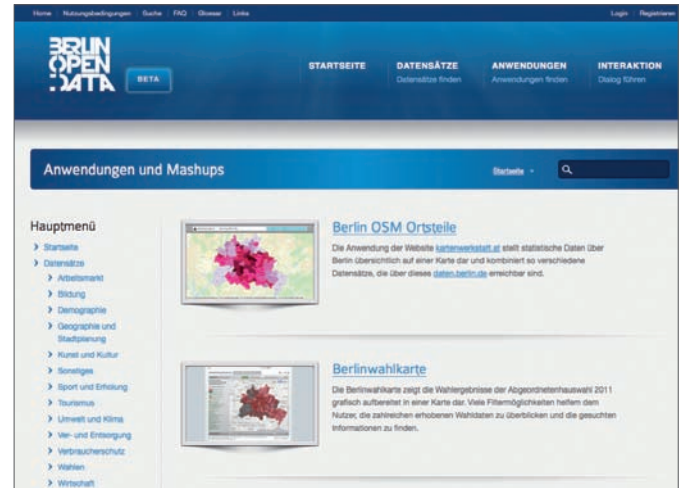 Home Nutzungsbedingungen Suche FAQ Glossar Links
Login Registrieren
BERLIN
OPEN
:DATA
BETA
STARTSEITE
DATENSÄTZE
Datensätze finden
ANWENDUNGEN
Anwendungen finden
INTERAKTION
Dialog führen
Anwendungen und Mashups
Startseite
Hauptmenü
Startseite
Datensätze
Arbeitsmarkt
Bildung
Demographie
Geographie und
Stadtplanung
Kunst und Kultur
Sonstiges
Sport und Erholung
Tourismus
Umwelt und Klima
Ver- und Entsorgung
Verbraucherschutz
Wahlen
Wirtschaft
Berlin OSM Ortsteile
Die Anwendung der Website kartenwerkstatt.at stellt statistische Daten über
Berlin übersichtlich auf einer Karte dar und kombiniert so verschiedene
Datensätze, die über dieses daten.berlin.de erreichbar sind.
Berlinwahlkarte
Die Berlinwahlkarte zeigt die Wahlergebnisse der Abgeordnetenhauswahl 2011
grafisch aufbereitet in einer Karte dar. Viele Filtermöglichkeiten helfem dem
Nutzer, die zahlreichen erhobenen Wahldaten zu überblicken und die gesuchten
Informationen zu finden.